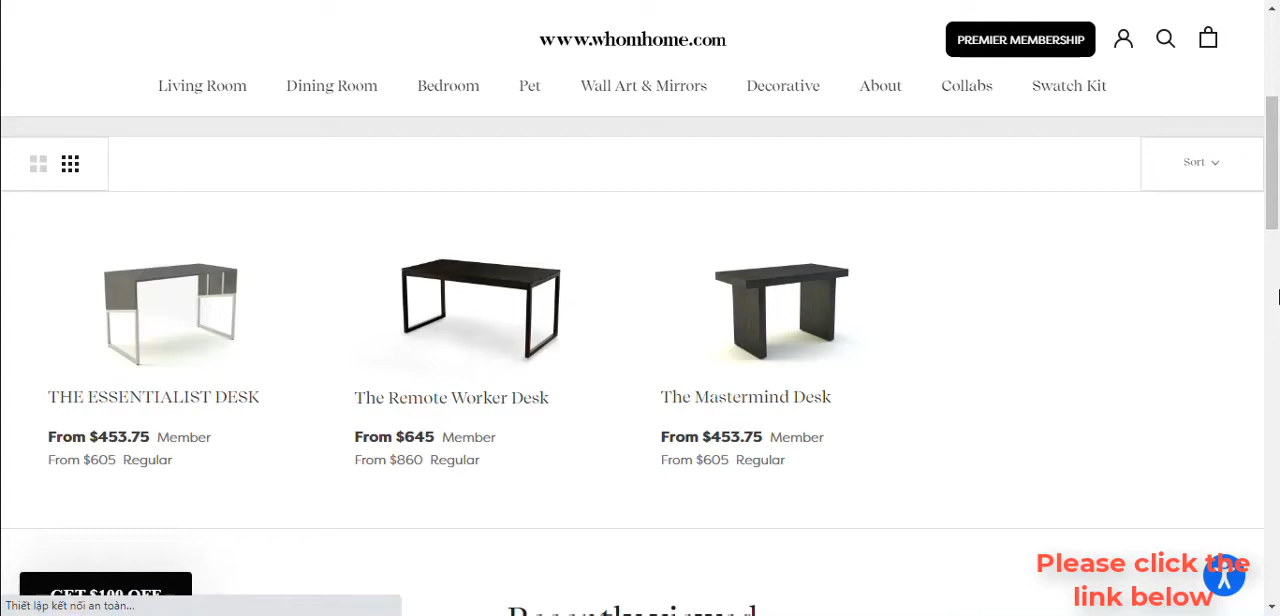 www.whomhome.com
PREMIER MEMBERSHIP
Living Room Dining Room Bedroom Pet Wall Art & Mirrors Decorative About Collabs Swatch Kit
Sort
THE ESSENTIALIST DESK The Remote Worker Desk The Mastermind Desk
From $453.75 Member From $645 Member From $453.75 Member
From $605 Regular From $860 Regular From $605 Regular
Please click the
link below
GET $100 OFF
Thiết lập kết nối an toàn...
Recently viewed